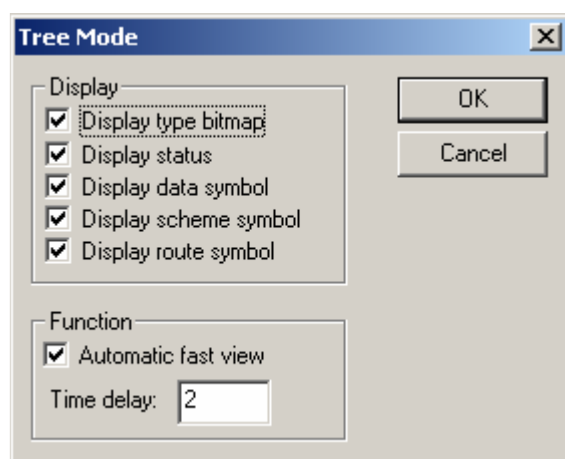 Tree Mode
Display
Display type bitmap
Display status
Display data symbol
Display scheme symbol
Display route symbol
OK
Cancel
Function
Automatic fast view
Time delay: 2